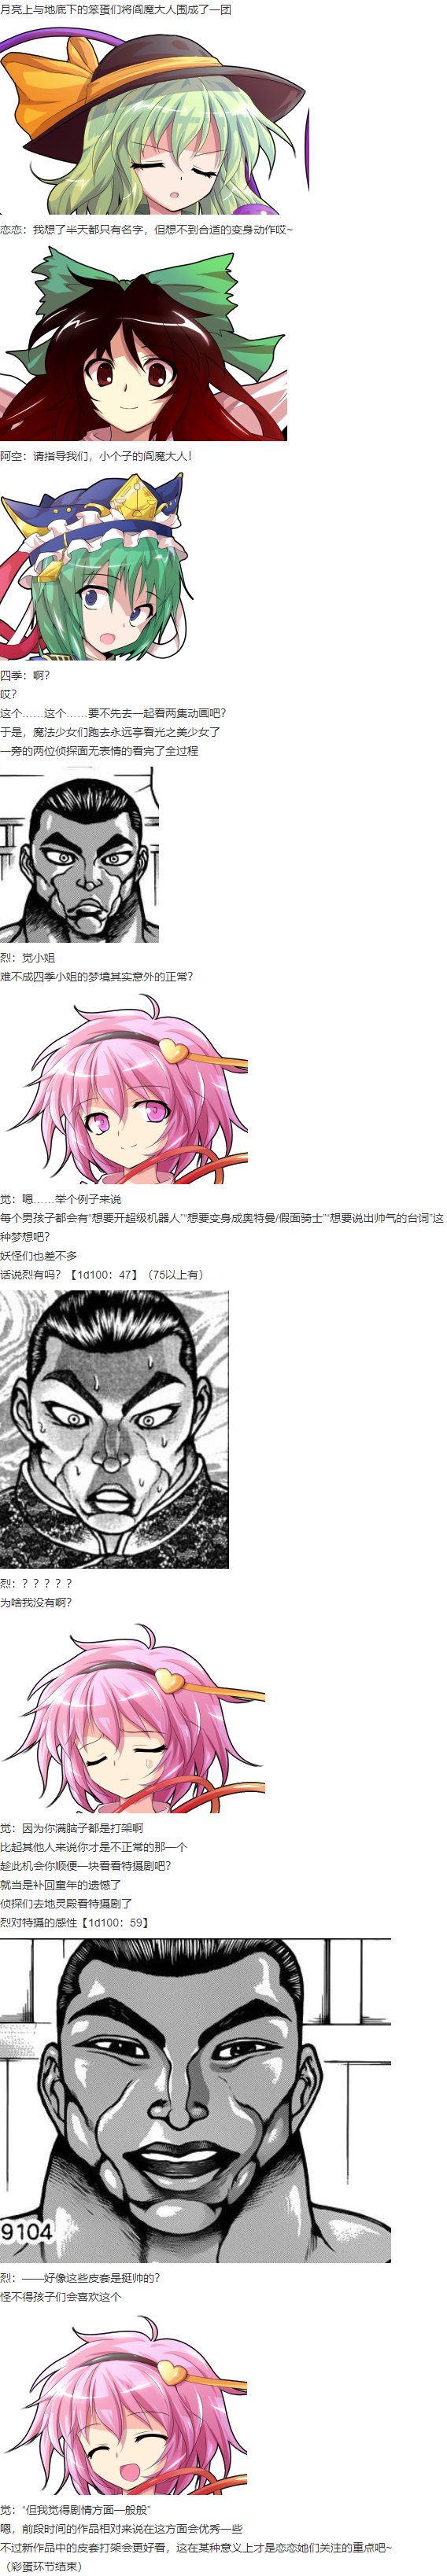 月亮上与地底下的笨蛋们将阎魔大人围成了一团
恋恋：我想了半天都只有名字，但想不到合适的变身动作哎~
阿空：请指导我们，小个子的阎魔大人！
四季：啊？
哎？
这个……这个……要不先去一起看两集动画吧？
于是，魔法少女们跑去永远亭看光之美少女了
一旁的两位侦探面无表情的看完了全过程
烈：觉小姐
难不成四季小姐的梦境其实意外的正常？
觉：嗯……举个例子来说
每个男孩子都会有“想要开超级机器人”“想要变身成奥特曼/假面骑士”“想要说出帅气的台词”这
种梦想吧？
妖怪们也差不多
话说烈有吗？【1d100：47】（75以上有）
烈：？？？？？
为啥我没有啊？
觉：因为你满脑子都是打架啊
比起其他人来说你才是不正常的那一个
趁此机会你顺便一块看看特摄剧吧？
就当是补回童年的遗憾了
侦探们去地灵殿看特摄剧了
烈对特摄的感性【1d100：59】
9104
烈：——好像这些皮套是挺帅的？
怪不得孩子们会喜欢这个
觉：“但我觉得剧情方面一般般”
嗯，前段时间的作品相对来说在这方面会优秀一些
不过新作品中的皮套打架会更好看，这在某种意义上才是恋恋她们关注的重点吧~
（彩蛋环节结束）